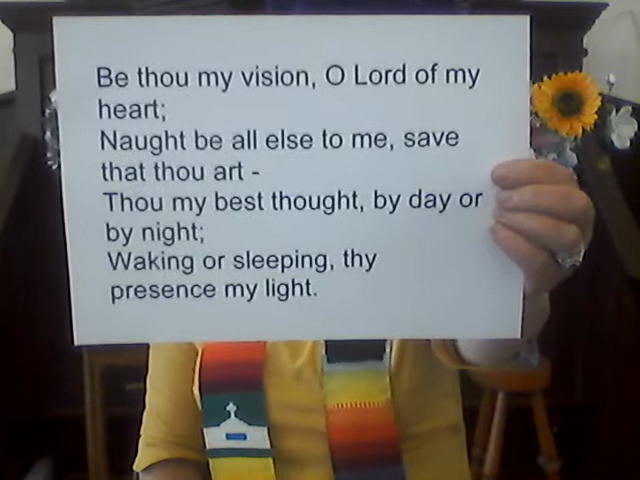 Be thou my vision, O Lord of my
heart;
Naught be all else to me, save
that thou art -
Thou my best thought, by day or
by night;
Waking or sleeping, thy
presence my light.